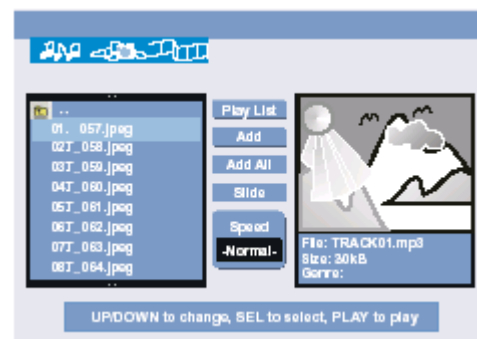 ..
01. 057.jpeg
02T_058.jpeg
03T_059.jpeg
04T_060.jpeg
05T_061.jpeg
06T_062.jpeg
07T_063.jpeg
08T_064.jpeg
Play List
Add
Add All
Slide
Speed
-Normal-
File: TRACK01.mp3
Size: 30kB
Genre:
UP/DOWN to change, SEL to select, PLAY to play